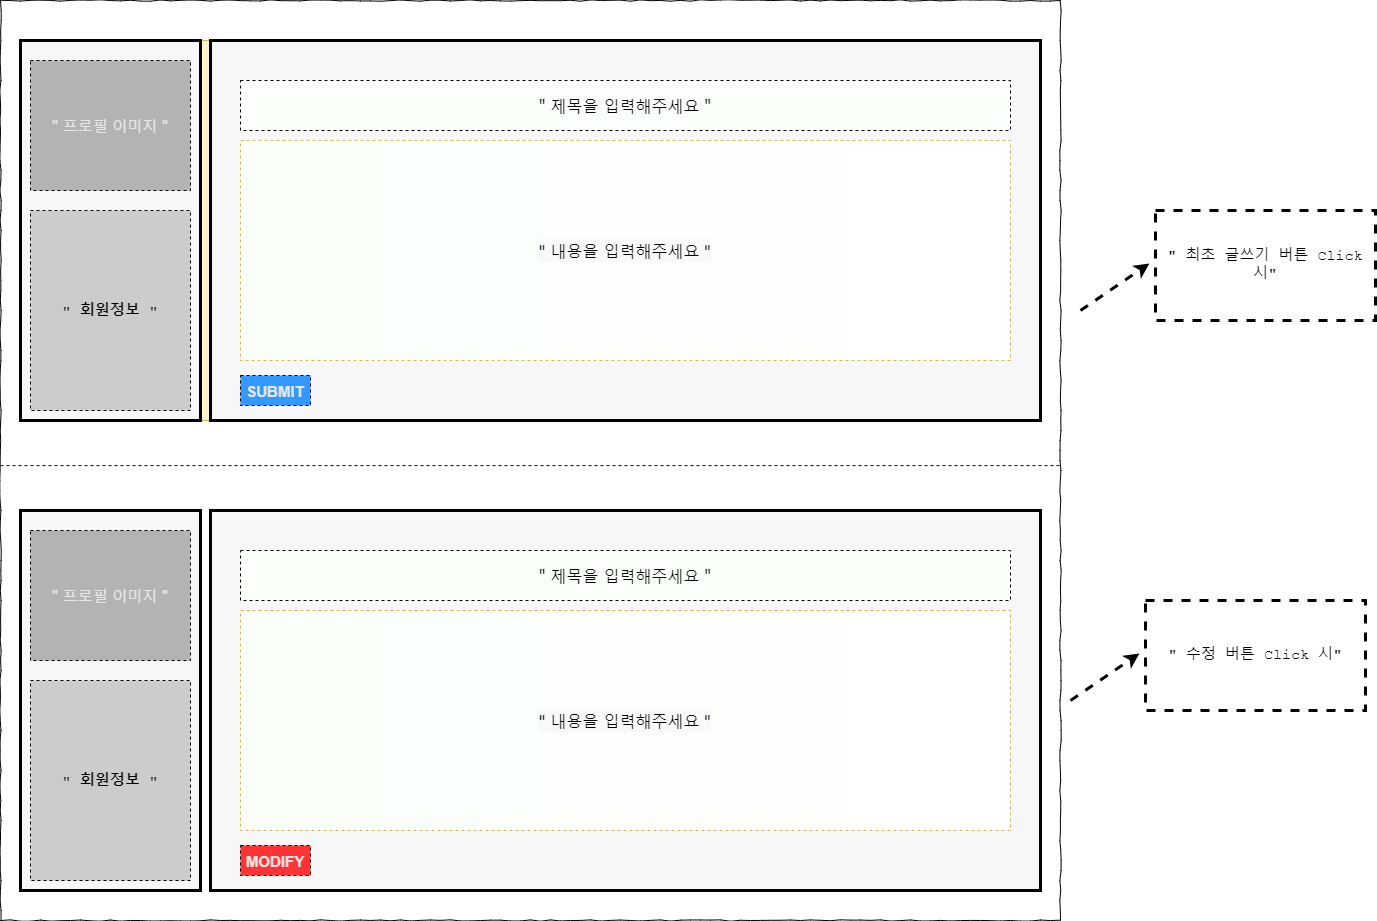 " 프로필 이미지 "
" 회원정보 "
" 제목을 입력해주세요 "
" 내용을 입력해주세요 "
SUBMIT
" 최초 글쓰기 버튼 Click
시"
" 프로필 이미지 "
" 회원정보 "
" 제목을 입력해주세요 "
" 내용을 입력해주세요 "
MODIFY
" 수정 버튼 Click 시"